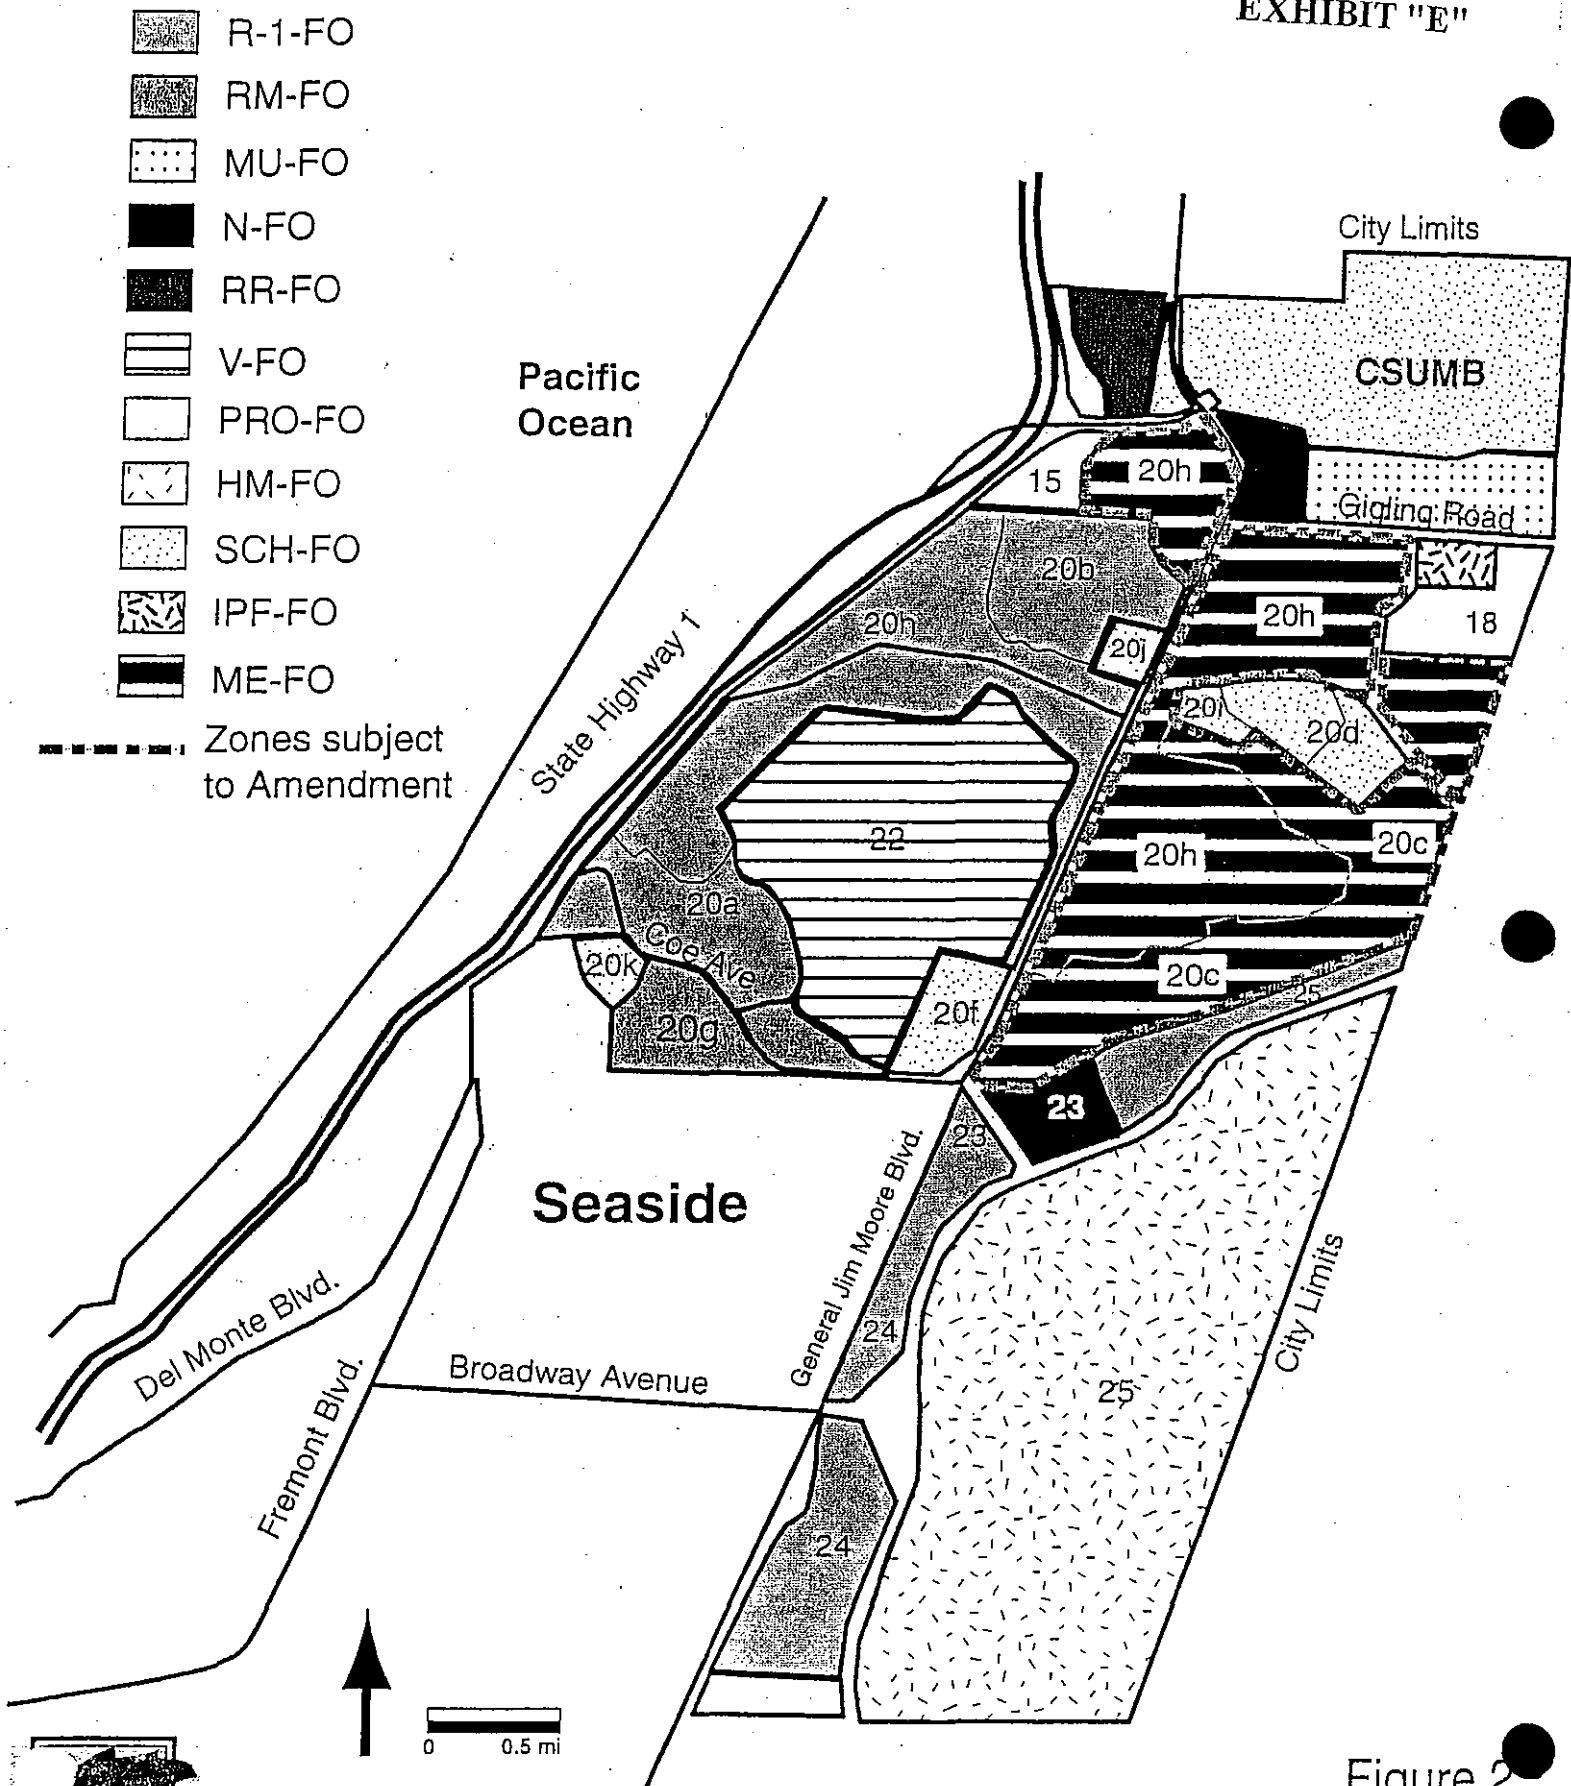 EXHIBIT "E"
R-1-FO
RM-FO
MU-FO
N-FO
RR-FO
V-FO
PRO-FO
HM-FO
SCH-FO
IPF-FO
ME-FO
Zones subject
to Amendment
City Limits
Pacific
Ocean
CSUMB
15
20h
Gigling Road
20b
20h
20h
18
20j
State Highway 1
20i
20d
22
20h
20c
20a
Coe Ave.
20k
20c
25
20f
20g
23
23
Seaside
General Jim Moore Blvd.
City Limits
Del Monte Blvd.
24
Broadway Avenue
25
Fremont Blvd.
24
0 0.5 mi
Figure 2